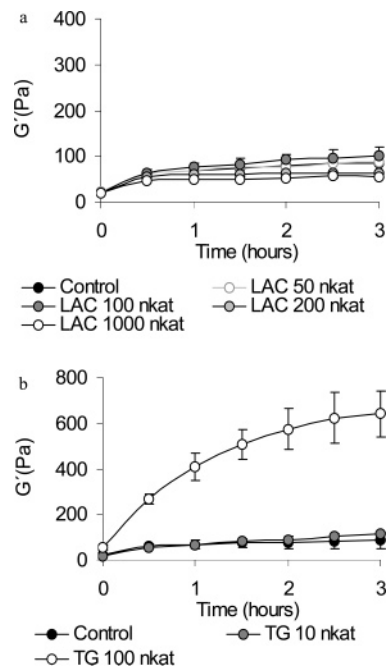 a
400
300
200
100
0
G´(Pa)
0 1 2 3
Time (hours)
Control LAC 50 nkat
LAC 100 nkat LAC 200 nkat
LAC 1000 nkat
b
800
600
400
200
0
G´(Pa)
0 1 2 3
Time (hours)
Control TG 10 nkat
TG 100 nkat